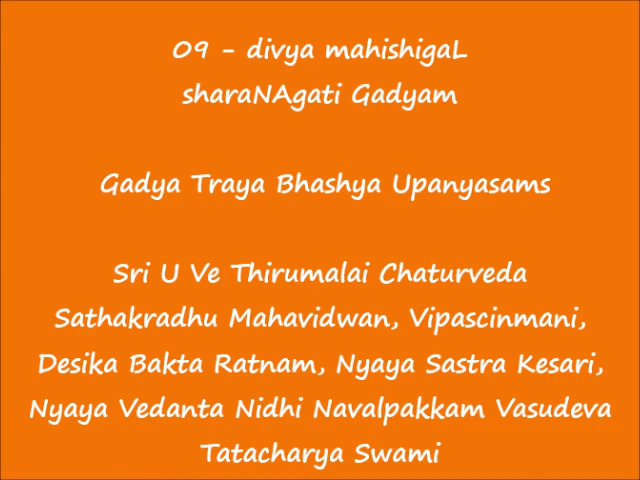 09 - divya mahishigaL
sharaNAgati Gadyam
Gadya Traya Bhashya Upanyasams
Sri U Ve Thirumalai Chaturveda
Sathakradhu Mahavidwan, Vipascinmani,
Desika Bakta Ratnam, Nyaya Sastra Kesari,
Nyaya Vedanta Nidhi Navalpakkam Vasudeva
Tatacharya Swami